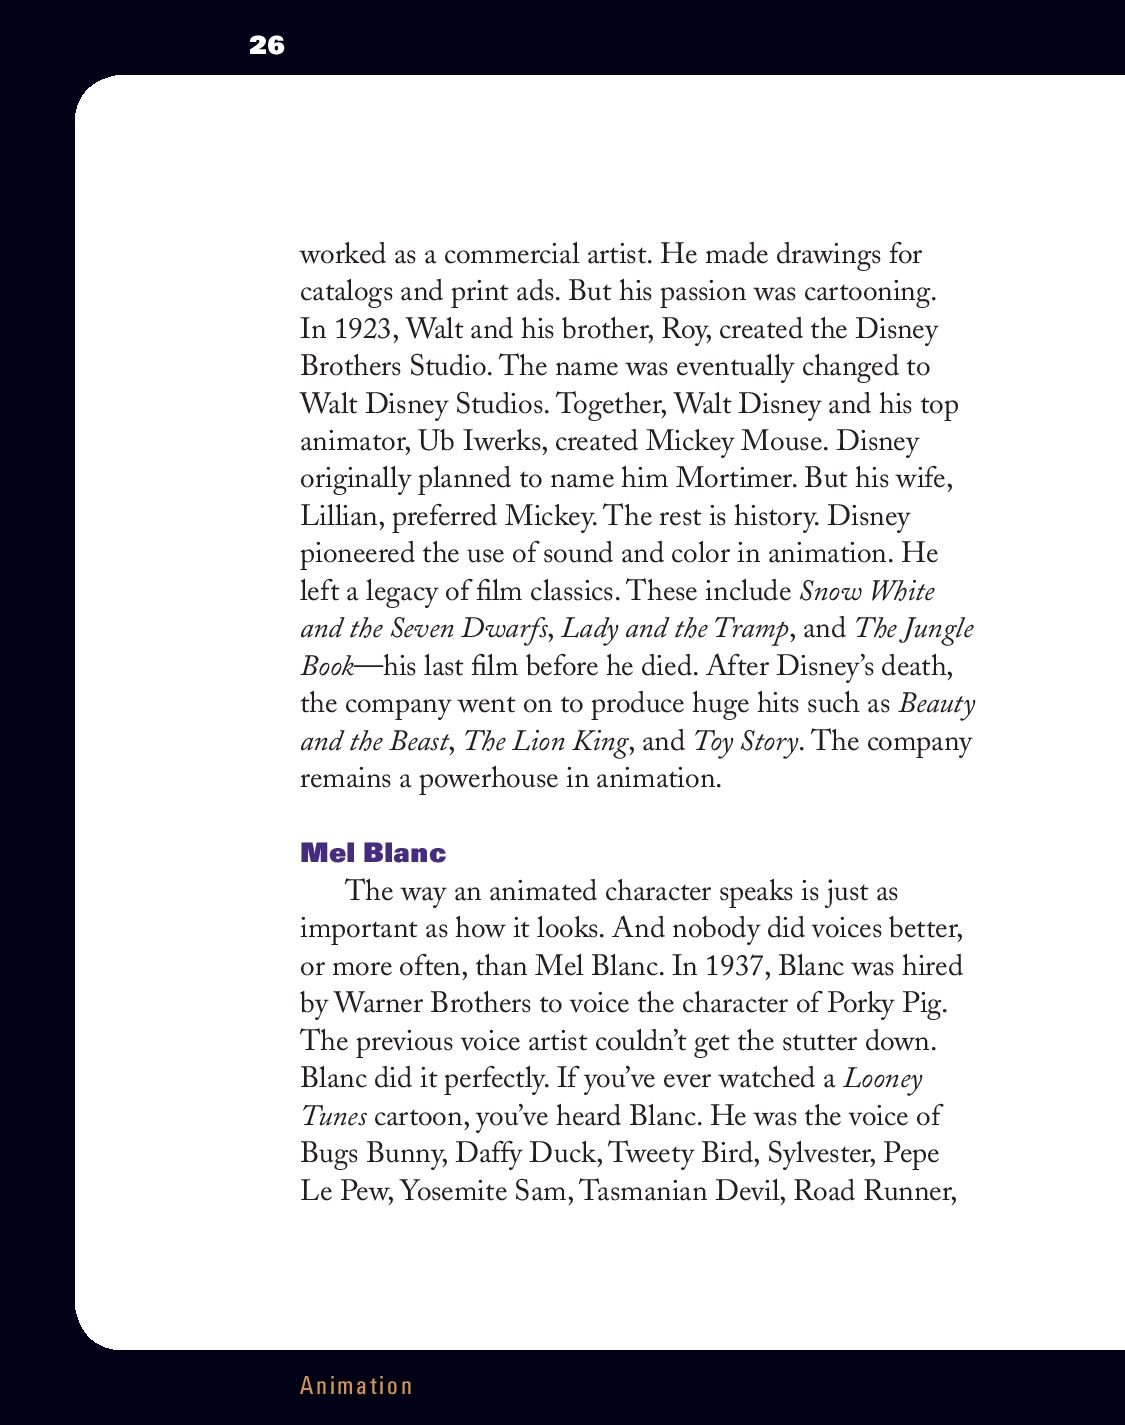 26
worked as a commercial artist. He made drawings for
catalogs and print ads. But his passion was cartooning.
In 1923, Walt and his brother, Roy, created the Disney
Brothers Studio. The name was eventually changed to
Walt Disney Studios. Together, Walt Disney and his top
animator, Ub Iwerks, created Mickey Mouse. Disney
originally planned to name him Mortimer. But his wife,
Lillian, preferred Mickey. The rest is history. Disney
pioneered the use of sound and color in animation. He
left a legacy of film classics. These include Snow White
and the Seven Dwarfs, Lady and the Tramp, and The Jungle
Book—his last film before he died. After Disney’s death,
the company went on to produce huge hits such as Beauty
and the Beast, The Lion King, and Toy Story. The company
remains a powerhouse in animation.
Mel Blanc
The way an animated character speaks is just as
important as how it looks. And nobody did voices better,
or more often, than Mel Blanc. In 1937, Blanc was hired
by Warner Brothers to voice the character of Porky Pig.
The previous voice artist couldn’t get the stutter down.
Blanc did it perfectly. If you’ve ever watched a Looney
Tunes cartoon, you’ve heard Blanc. He was the voice of
Bugs Bunny, Daffy Duck, Tweety Bird, Sylvester, Pepe
Le Pew, Yosemite Sam, Tasmanian Devil, Road Runner,
Animation